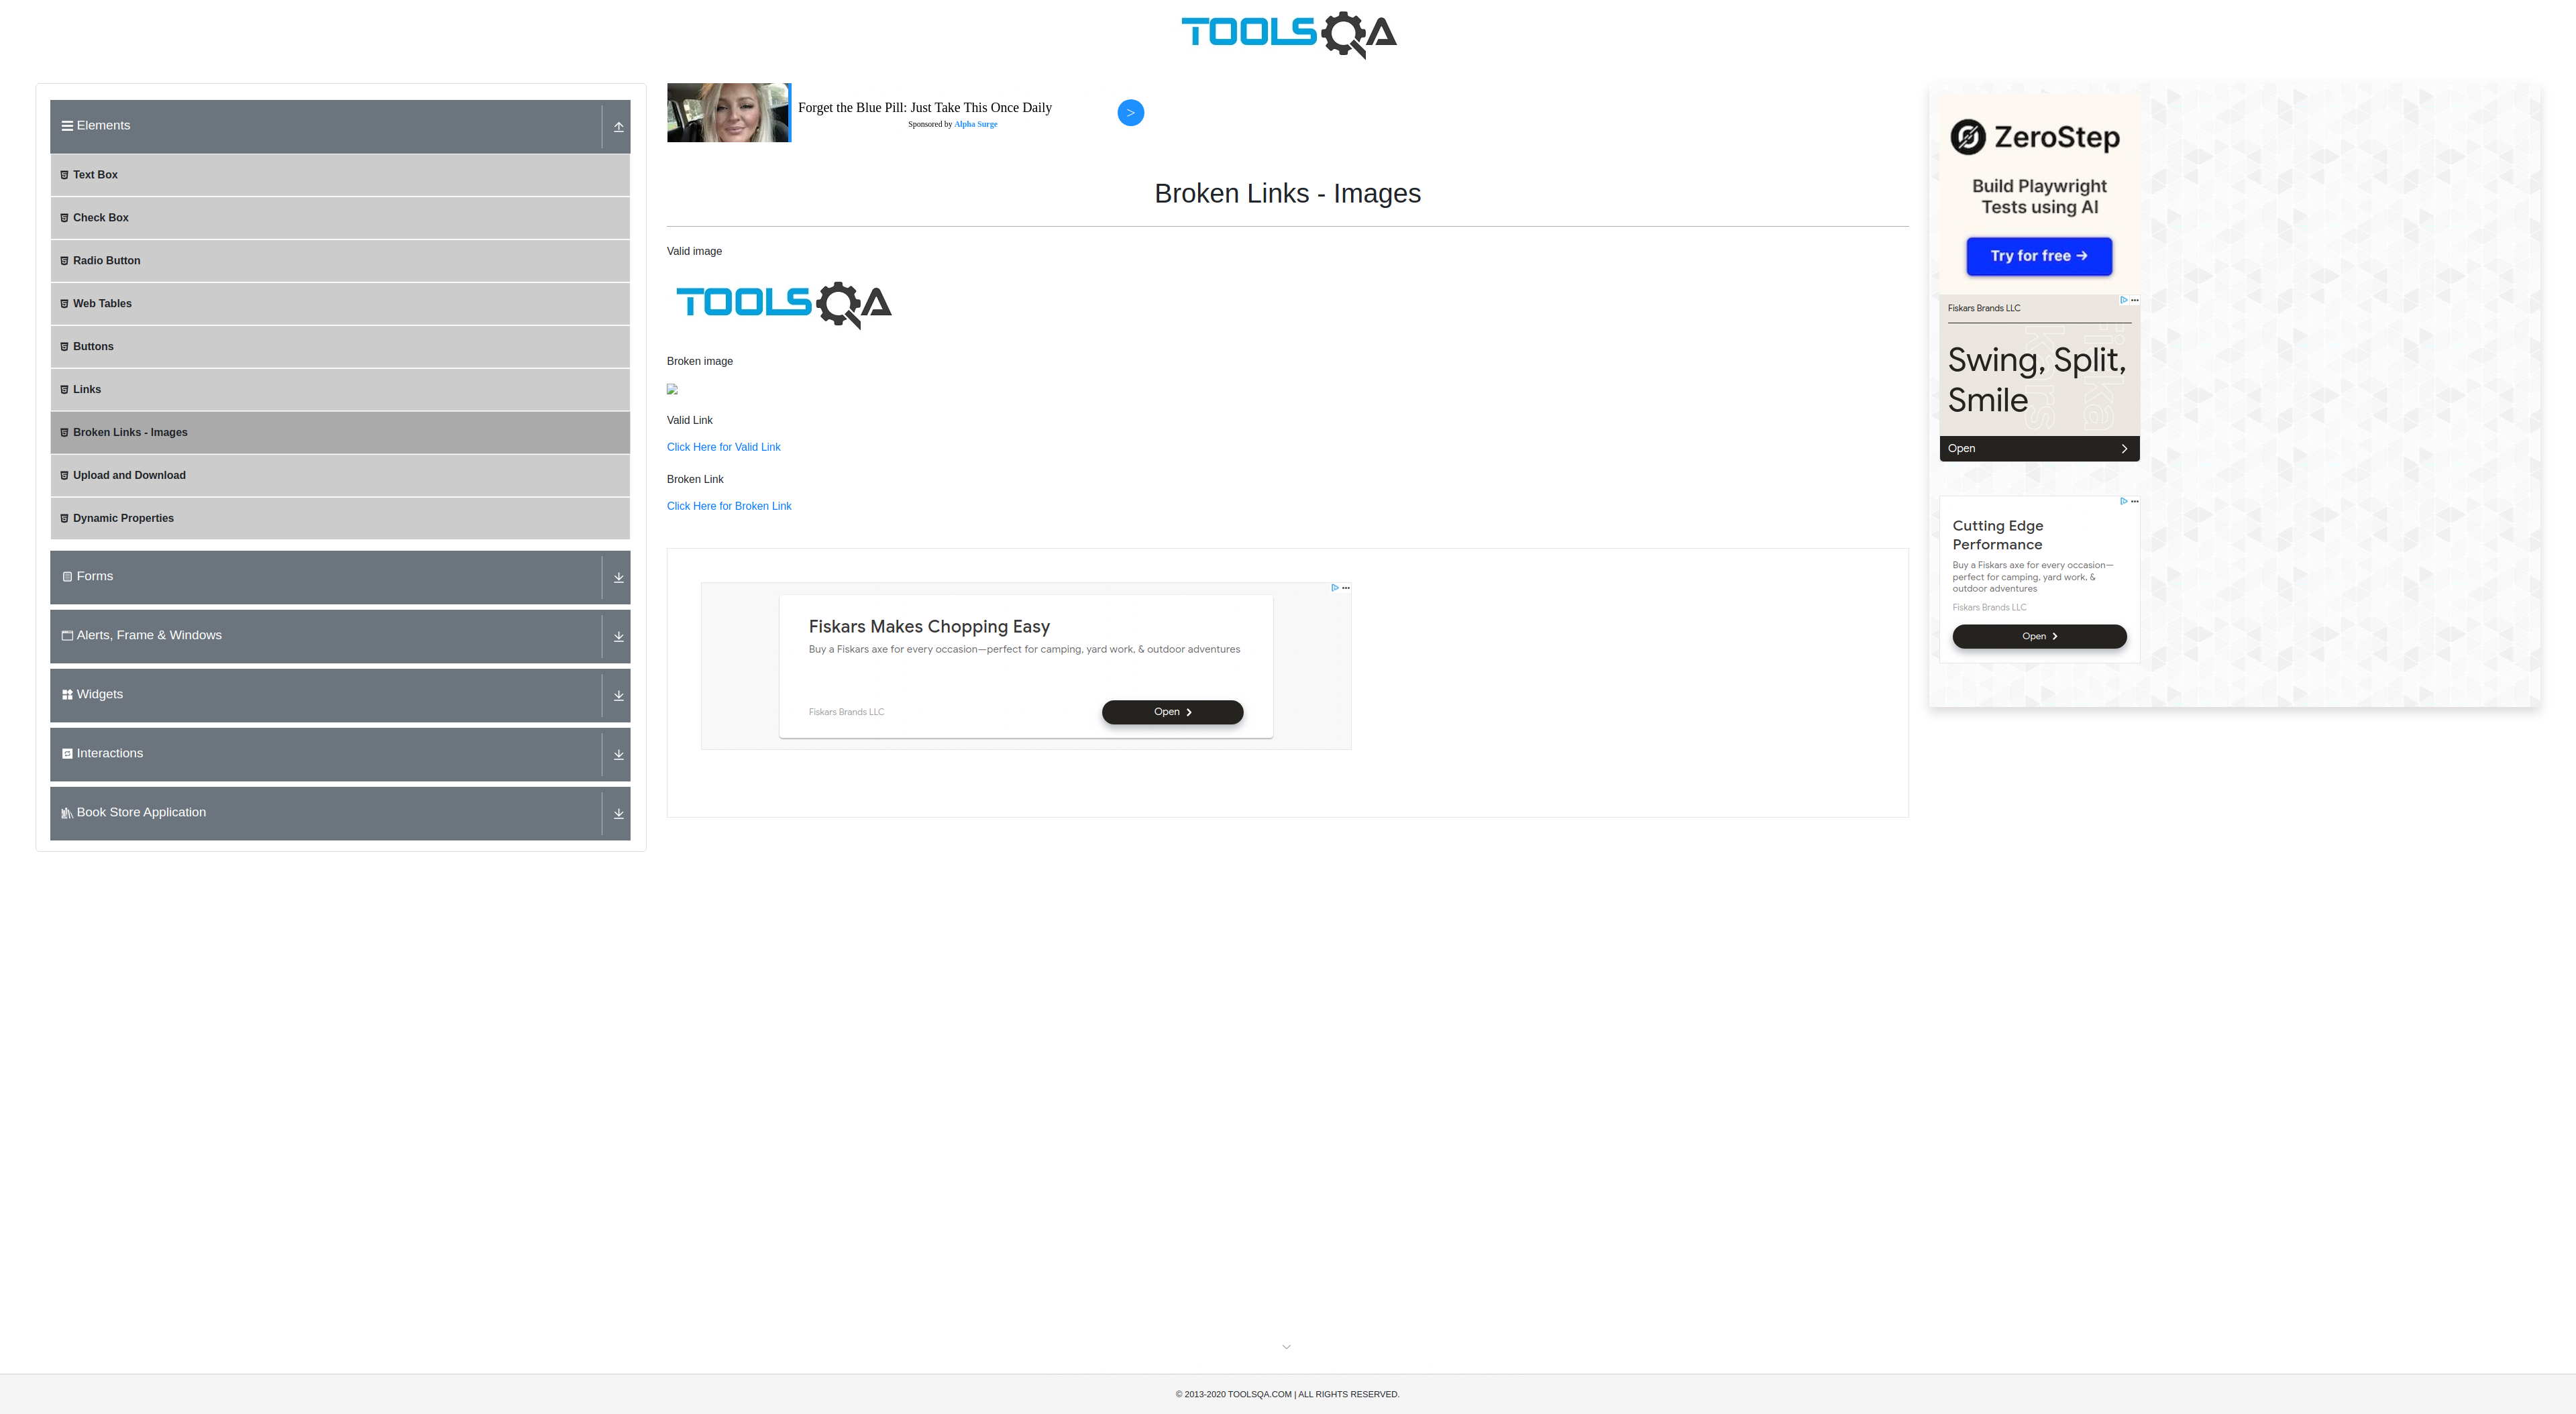 TOOLSQA
Elements
Text Box
Check Box
Radio Button
Web Tables
Buttons
Links
Broken Links - Images
Upload and Download
Dynamic Properties
Forms
Alerts, Frame & Windows
Widgets
Interactions
Book Store Application
Forget the Blue Pill: Just Take This Once Daily
Sponsored by Alpha Surge
>
Broken Links - Images
Valid image
TOOLSQA
Broken image
Valid Link
Click Here for Valid Link
Broken Link
Click Here for Broken Link
Fiskars Makes Chopping Easy
Buy a Fiskars axe for every occasion—perfect for camping, yard work, & outdoor adventures
Fiskars Brands LLC
Open
ZeroStep
Build Playwright
Tests using AI
Try for free →
Fiskars Brands LLC
Swing, Split,
Smile
Open
Cutting Edge
Performance
Buy a Fiskars axe for every occasion—
perfect for camping, yard work, &
outdoor adventures
Fiskars Brands LLC
Open
© 2013-2020 TOOLSQA.COM | ALL RIGHTS RESERVED.